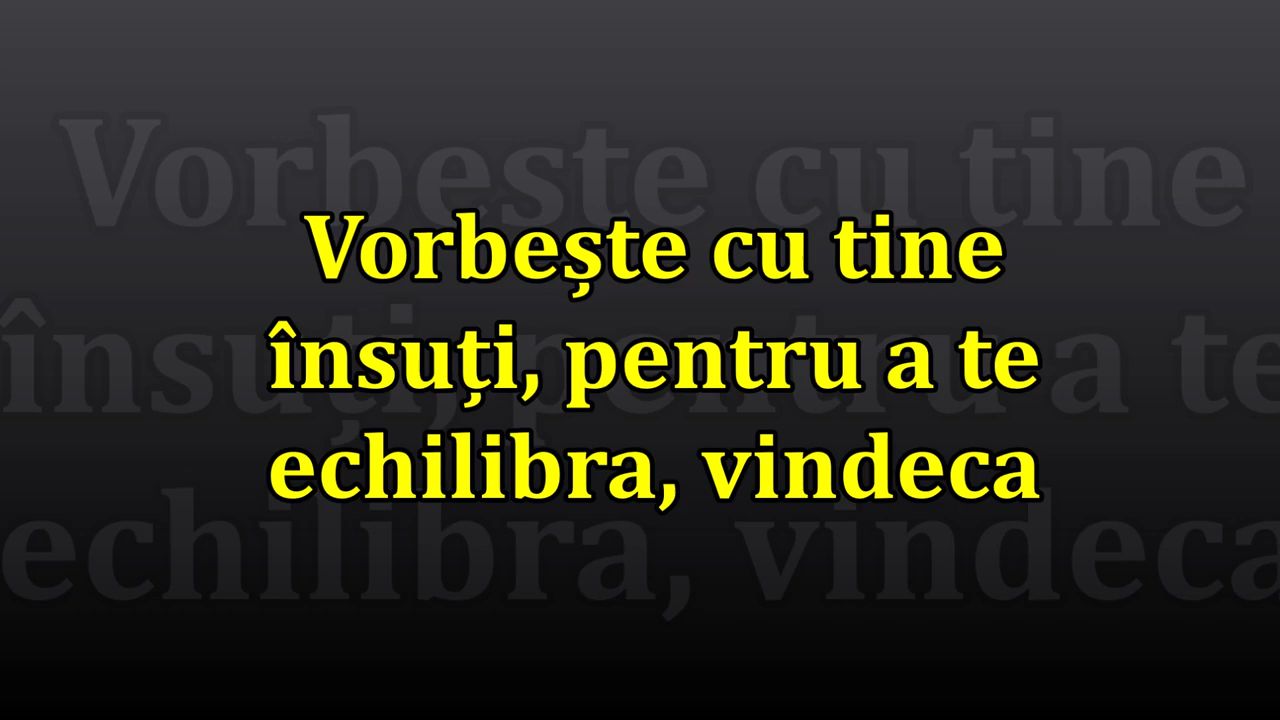 Vorbește cu tine
însuți, pentru a te
echilibra, vindeca